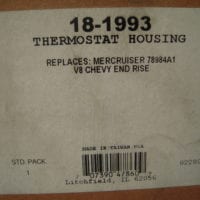 18-1993
THERMOSTAT HOUSING
REPLACES: MERCRUISER 78984A1
V8 CHEVY END RISE
MADE IN TAIWAN
STD. PACK
1
Litchfield, IL 62056